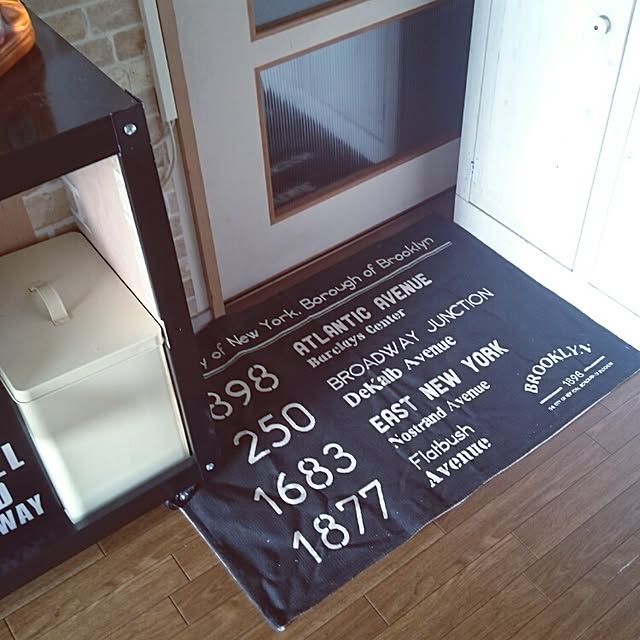 y of New York. Borough of Brooklyn
898
250
1683
1877
ATLANTIC AVENUE
Barclays Center
BROADWAY JUNCTION
DeKalb Avenue
EAST NEW YORK
Nostrand Avenue
Flatbush
Avenue
BROOKLYN
1898
LL
WAY